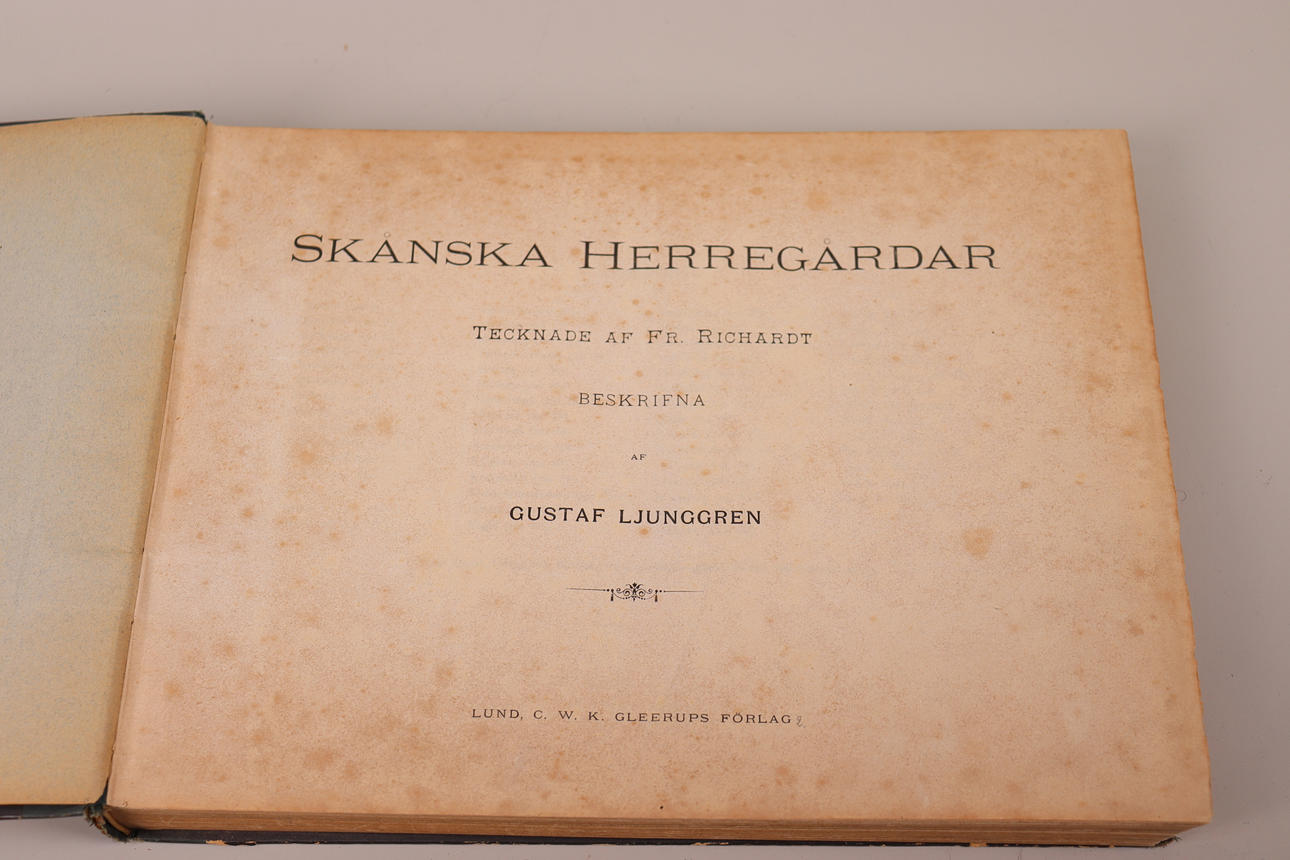 SKÅNSKA HERREGÅRDAR
TECKNADE AF FR. RICHARDT
BESKRIFNA
AF
GUSTAF LJUNGGREN
LUND, C. W. K. GLEERUPS FÖRLAG